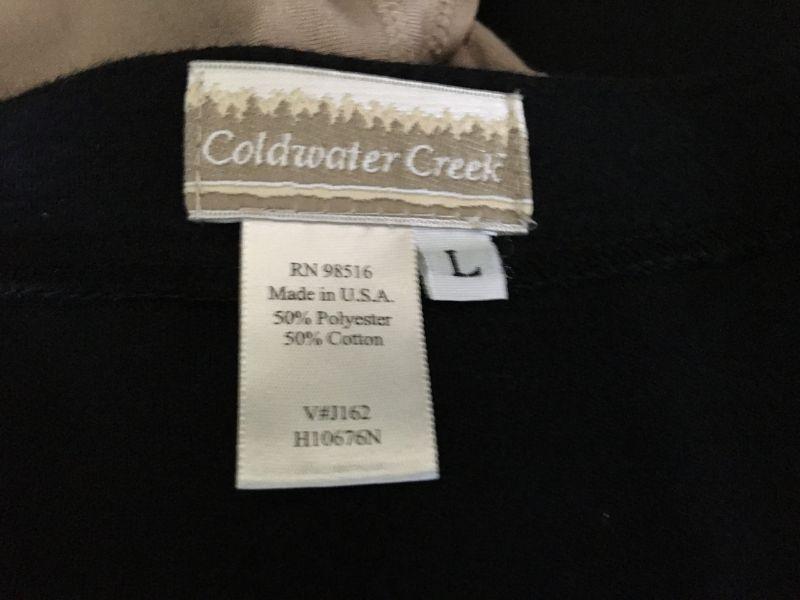 Coldwater Creek
L
RN 98516
Made in U.S.A.
50% Polyester
50% Cotton
V#J162
H10676N